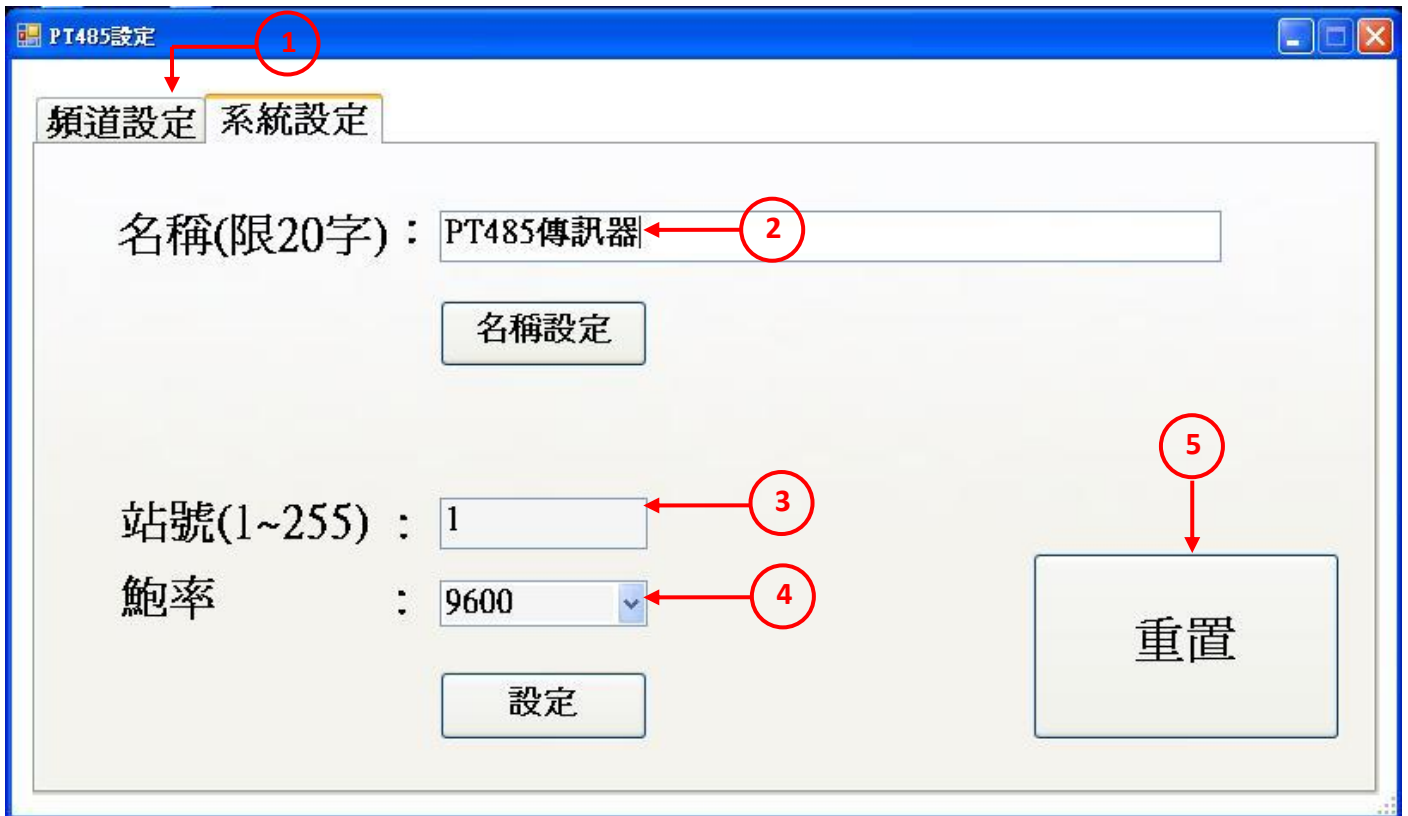 PT485設定
1
頻道設定 系統設定
名稱(限20字)： PT485傳訊器 2
名稱設定
5
站號(1~255) : 1 3
鮑率 : 9600 4
重置
設定